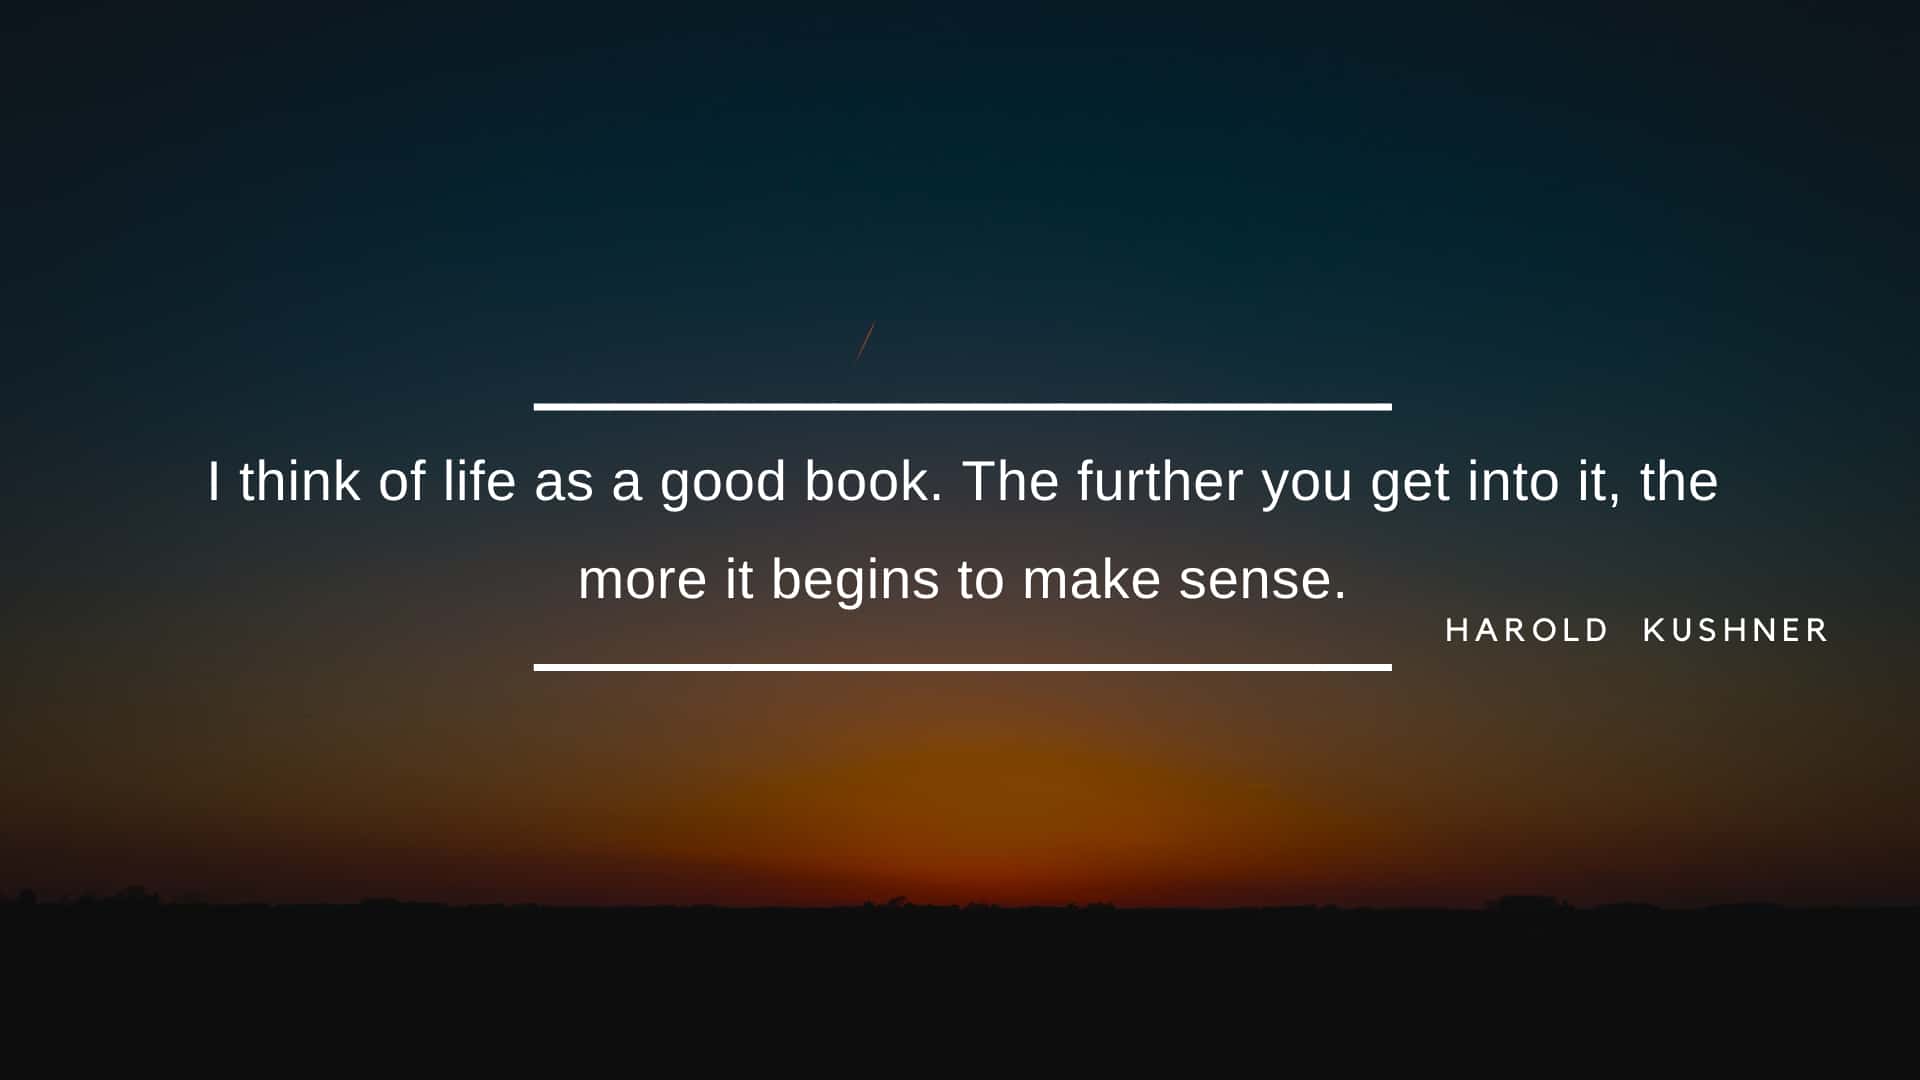 I think of life as a good book. The further you get into it, the
more it begins to make sense.
HAROLD KUSHNER